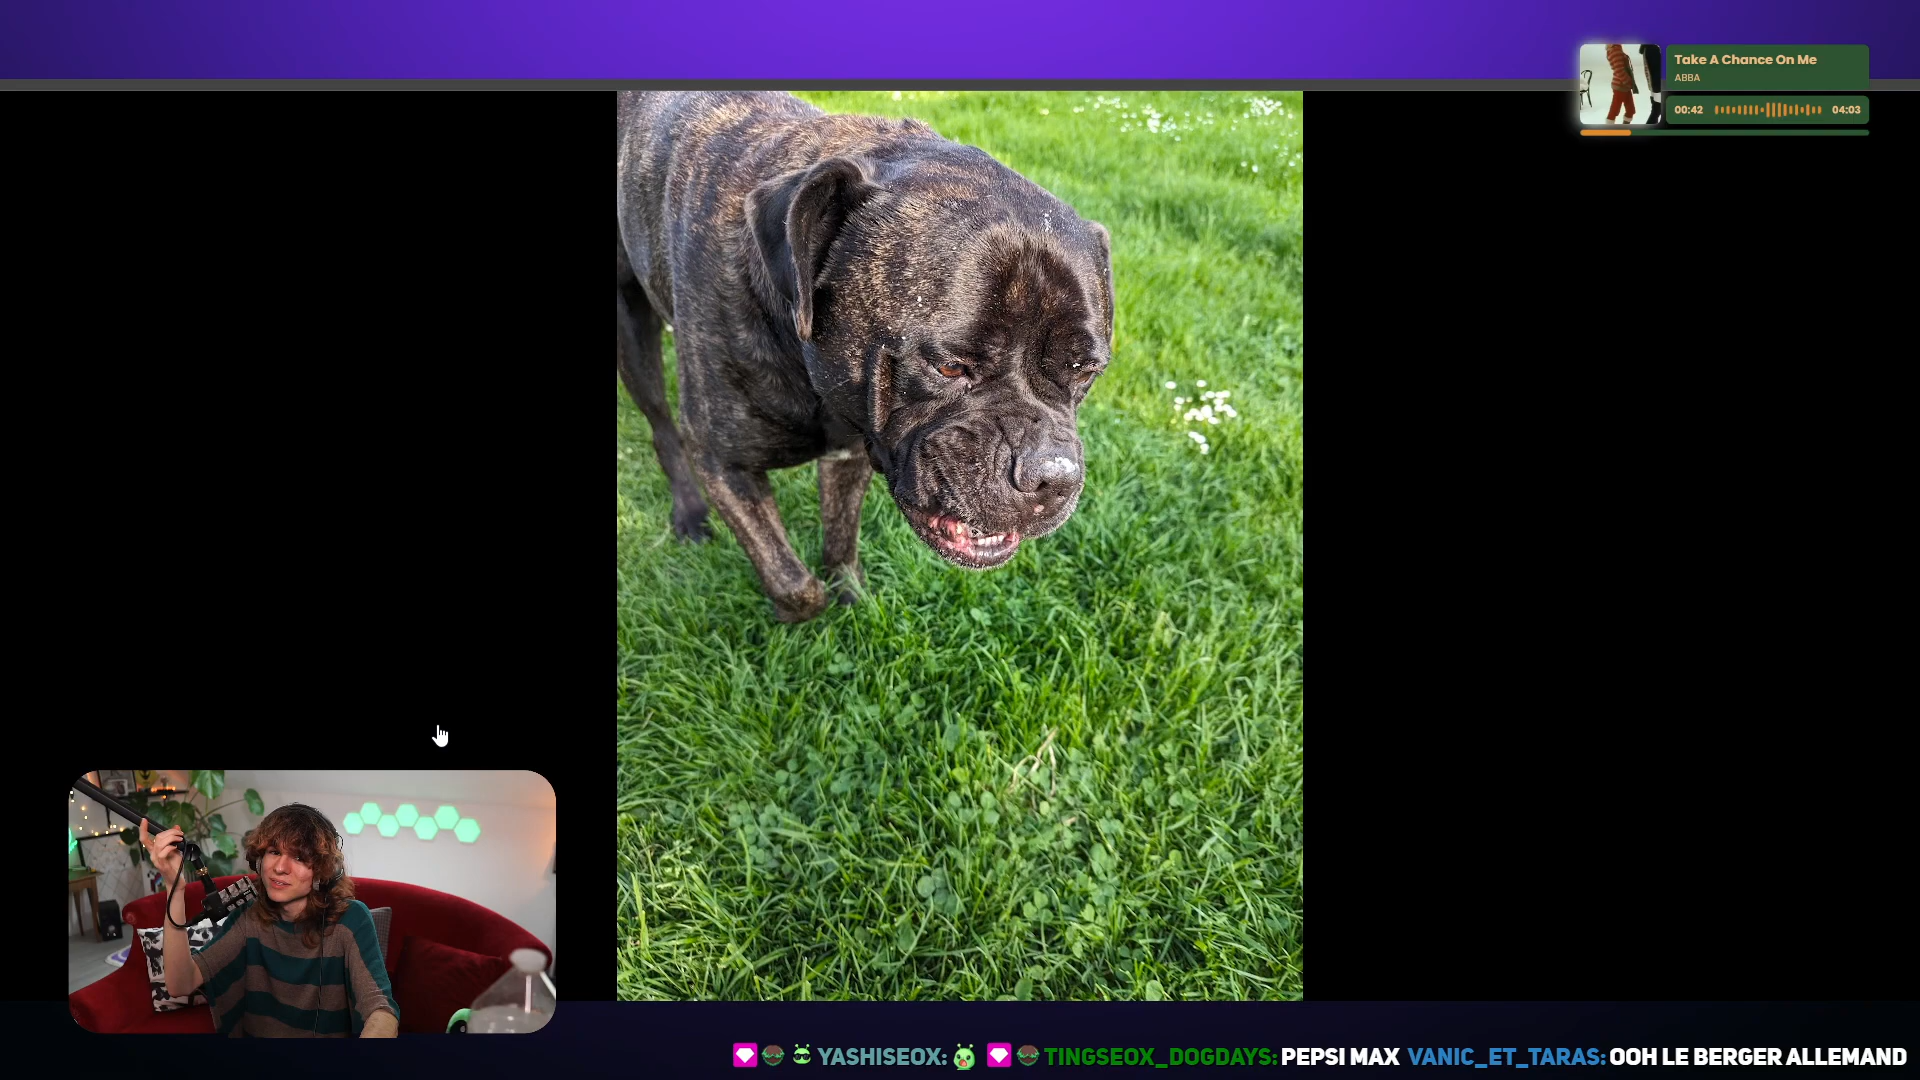 Take A Chance On Me
ABBA
00:42 04:03
YASHISEOX: TINGSEOX_DOGDAYS: PEPSI MAX VANIC_ET_TARAS: OOH LE BERGER ALLEMAND